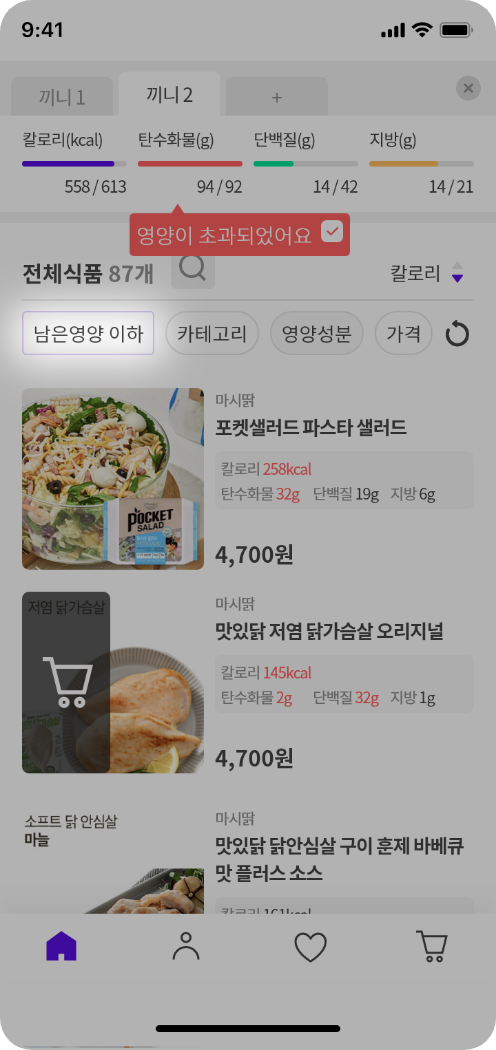 9:41
끼니 1
끼니 2
+
칼로리(kcal)
탄수화물(g)
단백질(g)
지방(g)
558 / 613
94 / 92
14 / 42
14 / 21
영양이 초과되었어요
전체식품 87개
칼로리
남은영양 이하
카테고리
영양성분
가격
마시땀
포켓샐러드 파스타 샐러드
칼로리 258kcal
탄수화물 32g 단백질 19g 지방 6g
4,700원
POCKET
SALAD
저염 닭가슴살
마시땀
맛있닭 저염 닭가슴살 오리지널
칼로리 145kcal
탄수화물 2g 단백질 32g 지방 1g
4,700원
소프트 닭 안심살
마늘
마시땀
맛있닭 닭안심살 구이 훈제 바베큐
맛 플러스 소스
칼로리 161kcal